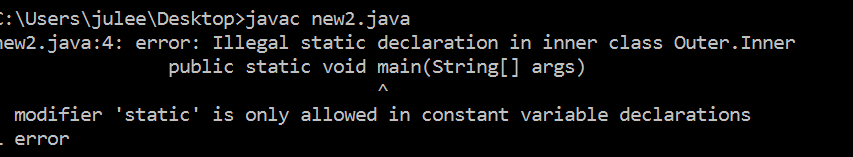 :\Users\julee\Desktop>javac new2.java
new2.java:4: error: Illegal static declaration in inner class Outer.Inner
public static void main(String[] args)
^
modifier 'static' is only allowed in constant variable declarations
error